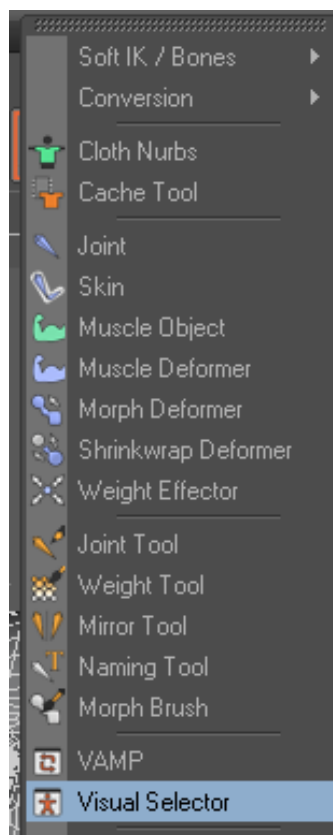 Soft IK / Bones
Conversion
Cloth Nurbs
Cache Tool
Joint
Skin
Muscle Object
Muscle Deformer
Morph Deformer
Shrinkwrap Deformer
Weight Effector
Joint Tool
Weight Tool
Mirror Tool
Naming Tool
Morph Brush
VAMP
Visual Selector